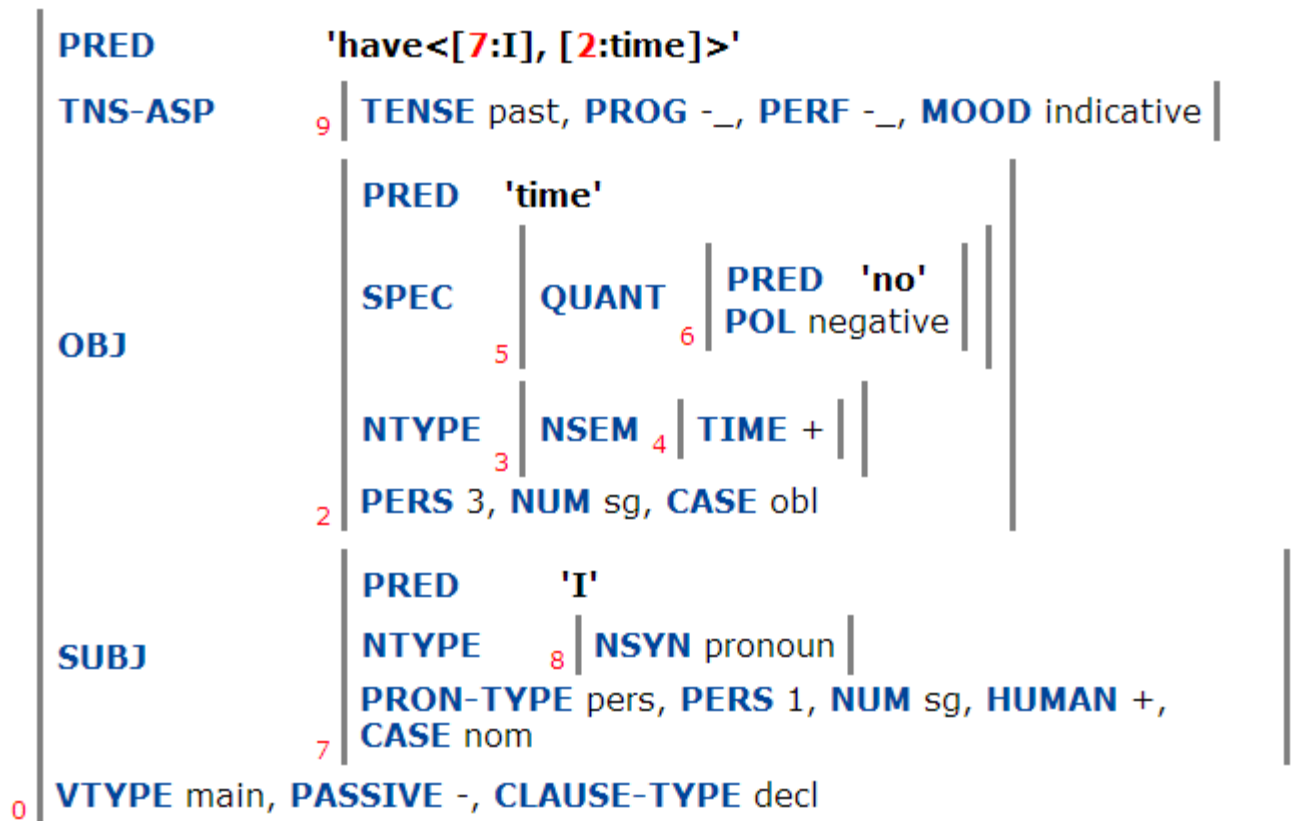 PRED 'have<[7:I], [2:time]>'
TNS-ASP 9 TENSE past, PROG -_, PERF -_, MOOD indicative
PRED 'time'
SPEC 5 QUANT 6 PRED 'no'
POL negative
OBJ
NTYPE 3 NSEM 4 TIME +
2 PERS 3, NUM sg, CASE obl
PRED 'I'
SUBJ NTYPE 8 NSYN pronoun
PRON-TYPE pers, PERS 1, NUM sg, HUMAN +,
7 CASE nom
0 VTYPE main, PASSIVE -, CLAUSE-TYPE decl